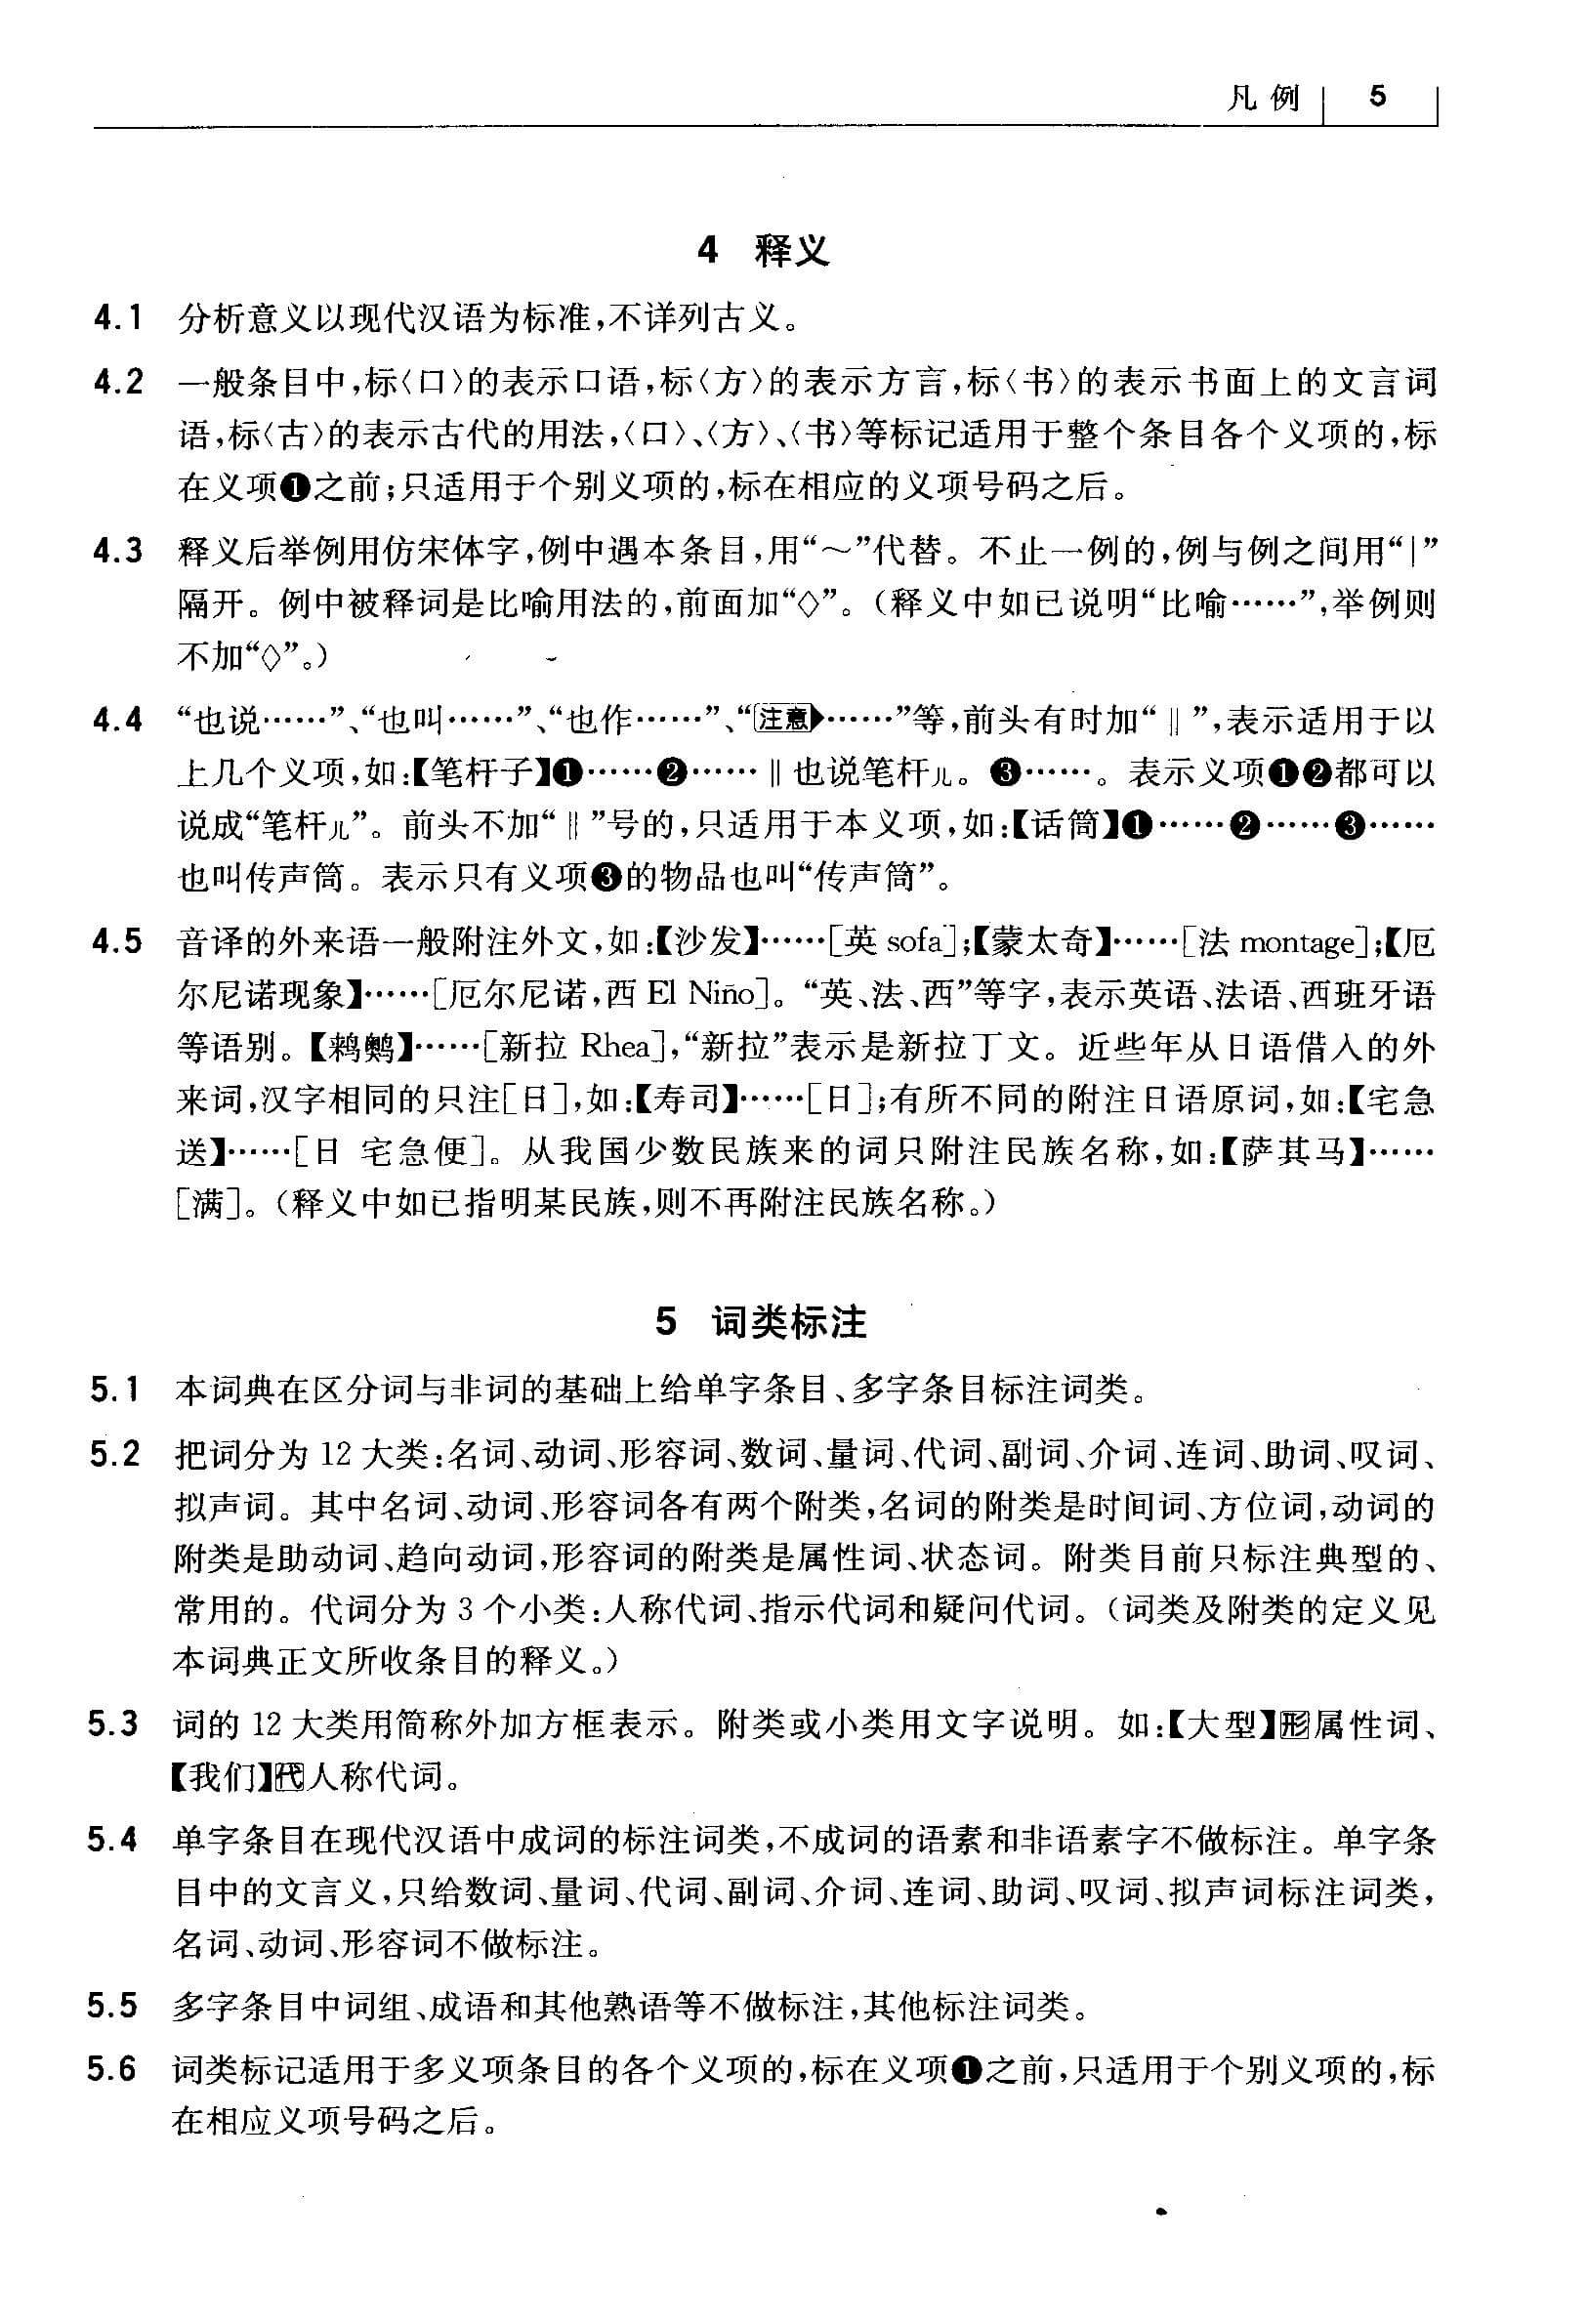 凡例 5
4 释义
4.1 分析意义以现代汉语为标准,不详列古义。
4.2 一般条目中,标〈口〉的表示口语,标〈方〉的表示方言,标〈书〉的表示书面上的文言词
语,标〈古〉的表示古代的用法,〈口〉、〈方〉、〈书〉等标记适用于整个条目各个义项的,标
在义项❶之前;只适用于个别义项的,标在相应的义项号码之后。
4.3 释义后举例用仿宋体字,例中遇本条目,用“~”代替。不止一例的,例与例之间用“|”
隔开。例中被释词是比喻用法的,前面加“◇”。(释义中如已说明“比喻……”,举例则
不加“◇”。)
4.4 “也说……”、“也叫……”、“也作……”、“注意……”等,前头有时加“‖”,表示适用于以
上几个义项,如:【笔杆子】❶……❷……‖也说笔杆儿。❸……。表示义项❶❷都可以
说成“笔杆儿”。前头不加“‖”号的,只适用于本义项,如:【话筒】❶……❷……❸……
也叫传声筒。表示只有义项❸的物品也叫“传声筒”。
4.5 音译的外来语一般附注外文,如:【沙发】……[英 sofa];【蒙太奇】……[法 montage];【厄
尔尼诺现象】……[厄尔尼诺,西 El Niño]。“英、法、西”等字,表示英语、法语、西班牙语
等语别。【鹈鹕】……[新拉 Rhea],“新拉”表示是新拉丁文。近些年从日语借入的外
来词,汉字相同的只注[日],如:【寿司】……[日];有所不同的附注日语原词,如:【宅急
送】……[日 宅急便]。从我国少数民族来的词只附注民族名称,如:【萨其马】……
[满]。(释义中如已指明某民族,则不再附注民族名称。)
5 词类标注
5.1 本词典在区分词与非词的基础上给单字条目、多字条目标注词类。
5.2 把词分为 12 大类:名词、动词、形容词、数词、量词、代词、副词、介词、连词、助词、叹词、
拟声词。其中名词、动词、形容词各有两个附类,名词的附类是时间词、方位词,动词的
附类是助动词、趋向动词,形容词的附类是属性词、状态词。附类目前只标注典型的、
常用的。代词分为 3 个小类:人称代词、指示代词和疑问代词。(词类及附类的定义见
本词典正文所收条目的释义。)
5.3 词的 12 大类用简称外加方框表示。附类或小类用文字说明。如:【大型】形属性词、
【我们】代人称代词。
5.4 单字条目在现代汉语中成词的标注词类,不成词的语素和非语素字不做标注。单字条
目中的文言义,只给数词、量词、代词、副词、介词、连词、助词、叹词、拟声词标注词类,
名词、动词、形容词不做标注。
5.5 多字条目中词组、成语和其他熟语等不做标注,其他标注词类。
5.6 词类标记适用于多义项条目的各个义项的,标在义项❶之前,只适用于个别义项的,标
在相应义项号码之后。